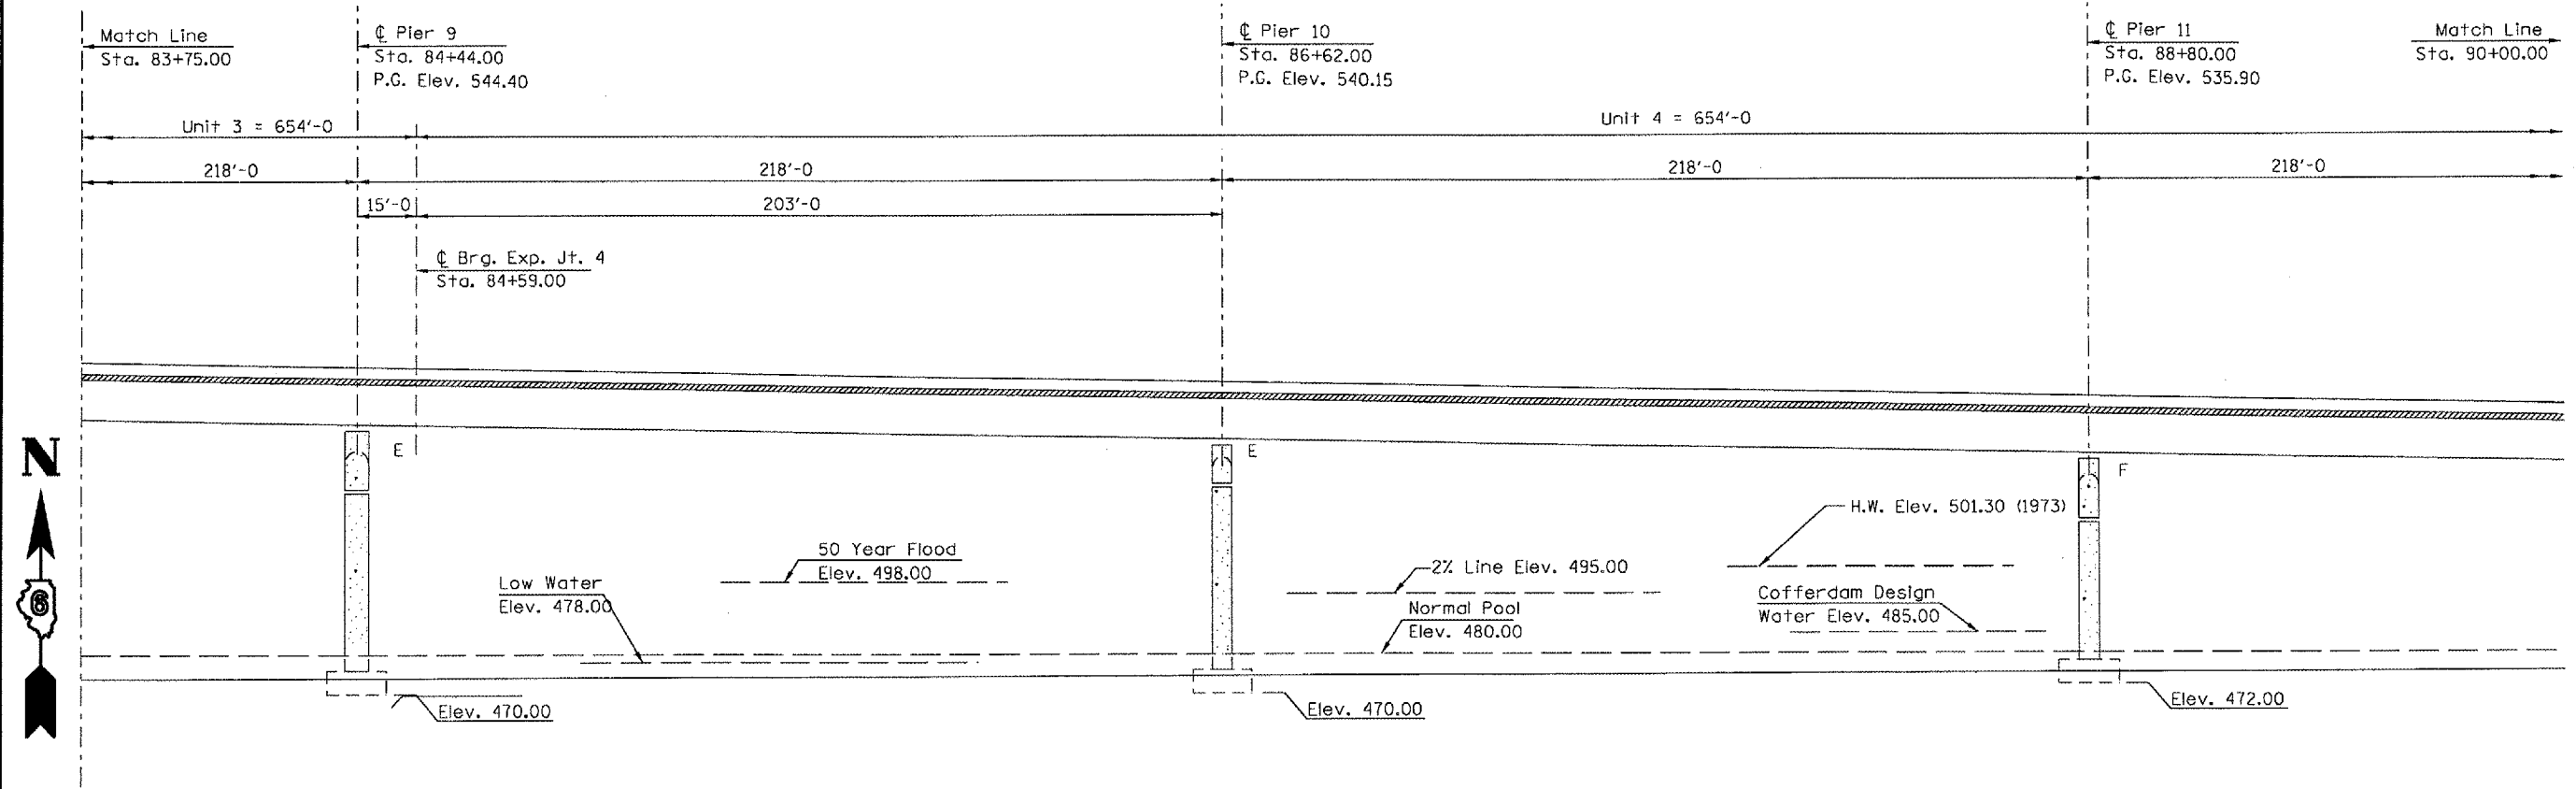 Match Line
Sta. 83+75.00
℄ Pier 9
Sta. 84+44.00
P.G. Elev. 544.40
℄ Pier 10
Sta. 86+62.00
P.G. Elev. 540.15
℄ Pier 11
Sta. 88+80.00
P.G. Elev. 535.90
Match Line
Sta. 90+00.00
Unit 3 = 654'-0
Unit 4 = 654'-0
218'-0
218'-0
218'-0
218'-0
15'-0
203'-0
℄ Brg. Exp. Jt. 4
Sta. 84+59.00
N
E
E
F
H.W. Elev. 501.30 (1973)
50 Year Flood
Elev. 498.00
2% Line Elev. 495.00
Low Water
Elev. 478.00
Normal Pool
Elev. 480.00
Cofferdam Design
Water Elev. 485.00
6
Elev. 470.00
Elev. 470.00
Elev. 472.00